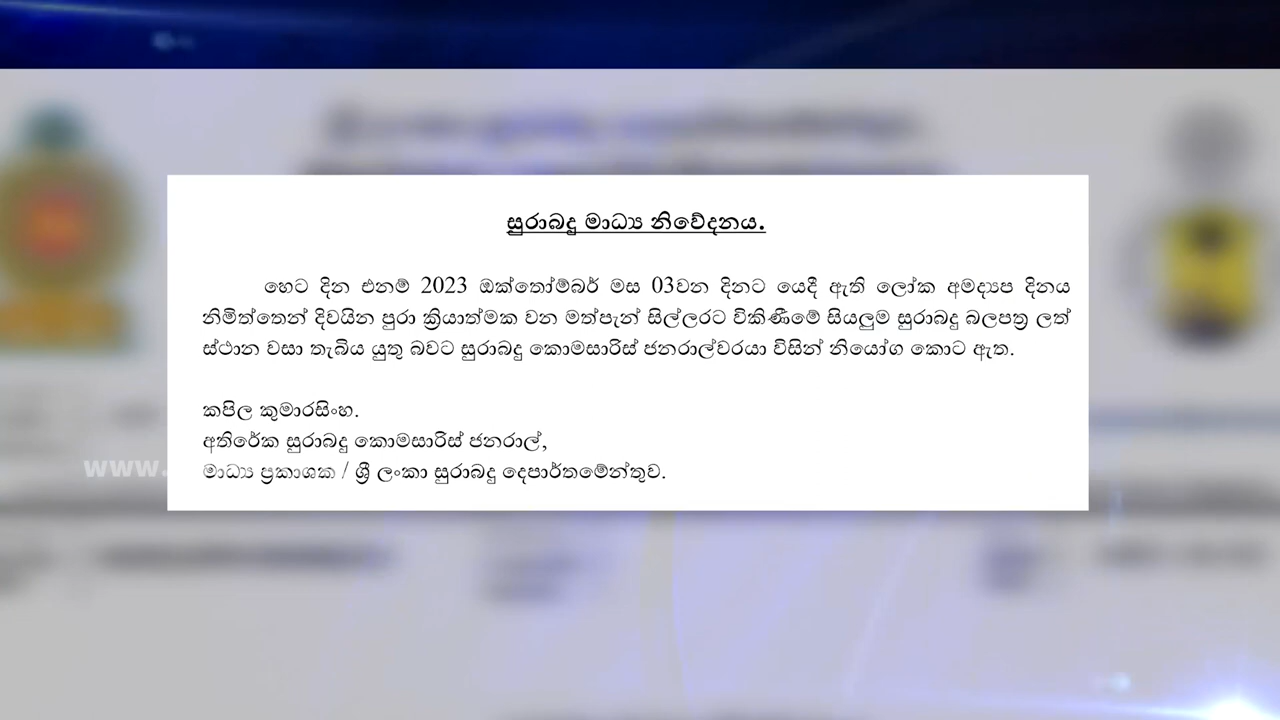 සුරාබදු මාධ්‍ය නිවේදනය.
හෙට දින එනම් 2023 ඔක්තෝම්බර් මස 03වන දිනට යෙදී ඇති ලෝක අමද්‍යප දිනය
නිමිත්තෙන් දිවයින පුරා ක්‍රියාත්මක වන මත්පැන් සිල්ලරට විකිණීමේ සියලුම සුරාබදු බලපත්‍ර ලත්
ස්ථාන වසා තැබිය යුතු බවට සුරාබදු කොමසාරිස් ජනරාල්වරයා විසින් නියෝග කොට ඇත.
කපිල කුමාරසිංහ.
අතිරේක සුරාබදු කොමසාරිස් ජනරාල්,
මාධ්‍ය ප්‍රකාශක / ශ්‍රී ලංකා සුරාබදු දෙපාර්තමේන්තුව.
www.